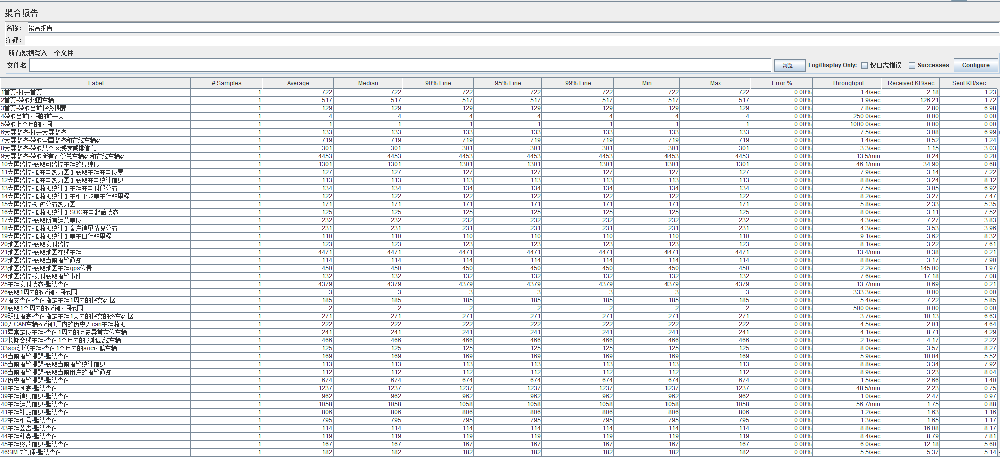 聚合报告
名称： 聚合报告
注释：
所有数据写入一个文件
文件名 浏览... Log/Display Only: 仅日志错误 Successes Configure
Label # Samples Average Median 90% Line 95% Line 99% Line Min Max Error % Throughput Received KB/sec Sent KB/sec
1首页-打开首页 1 722 722 722 722 722 722 722 0.00% 1.4/sec 2.18 1.23
2首页-获取地图车辆 1 517 517 517 517 517 517 517 0.00% 1.9/sec 126.21 1.72
3首页-获取当前报警提醒 1 129 129 129 129 129 129 129 0.00% 7.8/sec 2.80 6.98
4获取当前时间的前一天 1 4 4 4 4 4 4 4 0.00% 250.0/sec 0.00 0.00
5获取上个月的时间 1 1 1 1 1 1 1 1 0.00% 1000.0/sec 0.00 0.00
6大屏监控-打开大屏监控 1 133 133 133 133 133 133 133 0.00% 7.5/sec 3.08 6.99
7大屏监控-获取全国监控和在线车辆数 1 719 719 719 719 719 719 719 0.00% 1.4/sec 0.52 1.24
8大屏监控-获取某个区域碳减排信息 1 301 301 301 301 301 301 301 0.00% 3.3/sec 1.15 3.03
9大屏监控-获取所有省份总车辆数和在线车辆数 1 4453 4453 4453 4453 4453 4453 4453 0.00% 13.5/min 0.24 0.20
10大屏监控-获取可监控车辆的经纬度 1 1301 1301 1301 1301 1301 1301 1301 0.00% 46.1/min 34.90 0.68
11大屏监控-【充电热力图】获取车辆充电位置 1 127 127 127 127 127 127 127 0.00% 7.9/sec 3.14 7.22
12大屏监控-【充电热力图】获取充电统计信息 1 113 113 113 113 113 113 113 0.00% 8.8/sec 3.24 8.12
13大屏监控-【数据统计】车辆充电时段分布 1 134 134 134 134 134 134 134 0.00% 7.5/sec 3.05 6.92
14大屏监控-【数据统计】车型平均单车行驶里程 1 122 122 122 122 122 122 122 0.00% 8.2/sec 3.27 7.47
15大屏监控-轨迹分布热力图 1 171 171 171 171 171 171 171 0.00% 5.8/sec 2.33 5.35
16大屏监控-【数据统计】SOC充电起始状态 1 125 125 125 125 125 125 125 0.00% 8.0/sec 3.11 7.52
17大屏监控-获取所有运营单位 1 232 232 232 232 232 232 232 0.00% 4.3/sec 7.27 3.83
18大屏监控-【数据统计】客户销量情况分布 1 231 231 231 231 231 231 231 0.00% 4.3/sec 3.53 3.96
19大屏监控-【数据统计】单车日行驶里程 1 110 110 110 110 110 110 110 0.00% 9.1/sec 3.62 8.32
20地图监控-获取实时监控 1 123 123 123 123 123 123 123 0.00% 8.1/sec 3.22 7.61
21地图监控-获取地图在线车辆 1 4471 4471 4471 4471 4471 4471 4471 0.00% 13.4/min 0.38 0.21
22地图监控-获取当前报警通知 1 114 114 114 114 114 114 114 0.00% 8.8/sec 3.17 7.90
23地图监控-获取地图车辆gps位置 1 450 450 450 450 450 450 450 0.00% 2.2/sec 145.00 1.97
24地图监控-实时获取报警事件 1 132 132 132 132 132 132 132 0.00% 7.6/sec 17.18 7.08
25车辆实时状态-默认查询 1 4379 4379 4379 4379 4379 4379 4379 0.00% 13.7/min 0.69 0.21
26获取1周内的查询时间范围 1 3 3 3 3 3 3 3 0.00% 333.3/sec 0.00 0.00
27报文查询-查询指定车辆1周内的报文数据 1 185 185 185 185 185 185 185 0.00% 5.4/sec 7.22 5.85
28获取1个周内的查询时间范围 1 2 2 2 2 2 2 2 0.00% 500.0/sec 0.00 0.00
29明细报表-查询指定车辆1天内的报文的整车数据 1 271 271 271 271 271 271 271 0.00% 3.7/sec 10.13 6.63
30无CAN车辆-查询1周内的历史无can车辆数据 1 222 222 222 222 222 222 222 0.00% 4.5/sec 2.01 4.64
31异常定位车辆-查询1周内的历史异常定位车辆 1 241 241 241 241 241 241 241 0.00% 4.1/sec 8.71 4.29
32长期离线车辆-查询1个月内的长期离线车辆 1 466 466 466 466 466 466 466 0.00% 2.1/sec 4.17 2.22
33soc过低车辆-查询1个月内的soc过低车辆 1 125 125 125 125 125 125 125 0.00% 8.0/sec 3.57 8.27
34当前报警提醒-默认查询 1 169 169 169 169 169 169 169 0.00% 5.9/sec 10.04 5.52
35当前报警提醒-获取当前报警统计信息 1 113 113 113 113 113 113 113 0.00% 8.8/sec 3.34 7.92
36当前报警提醒-获取当前用户的报警通知 1 112 112 112 112 112 112 112 0.00% 8.9/sec 3.23 8.04
37历史报警提醒-默认查询 1 674 674 674 674 674 674 674 0.00% 1.5/sec 2.66 1.40
38车辆列表-默认查询 1 1237 1237 1237 1237 1237 1237 1237 0.00% 48.5/min 2.23 0.75
39车辆销售信息-默认查询 1 962 962 962 962 962 962 962 0.00% 1.0/sec 2.47 0.97
40车辆运营信息-默认查询 1 1058 1058 1058 1058 1058 1058 1058 0.00% 56.7/min 1.75 0.88
41车辆补贴信息-默认查询 1 806 806 806 806 806 806 806 0.00% 1.2/sec 1.63 1.16
42车辆型号-默认查询 1 795 795 795 795 795 795 795 0.00% 1.3/sec 1.65 1.17
43车辆公告-默认查询 1 114 114 114 114 114 114 114 0.00% 8.8/sec 16.08 8.17
44车辆种类-默认查询 1 119 119 119 119 119 119 119 0.00% 8.4/sec 8.79 7.81
45车辆终端信息-默认查询 1 167 167 167 167 167 167 167 0.00% 6.0/sec 12.18 5.60
46SIM卡管理-默认查询 1 182 182 182 182 182 182 182 0.00% 5.5/sec 5.37 5.14